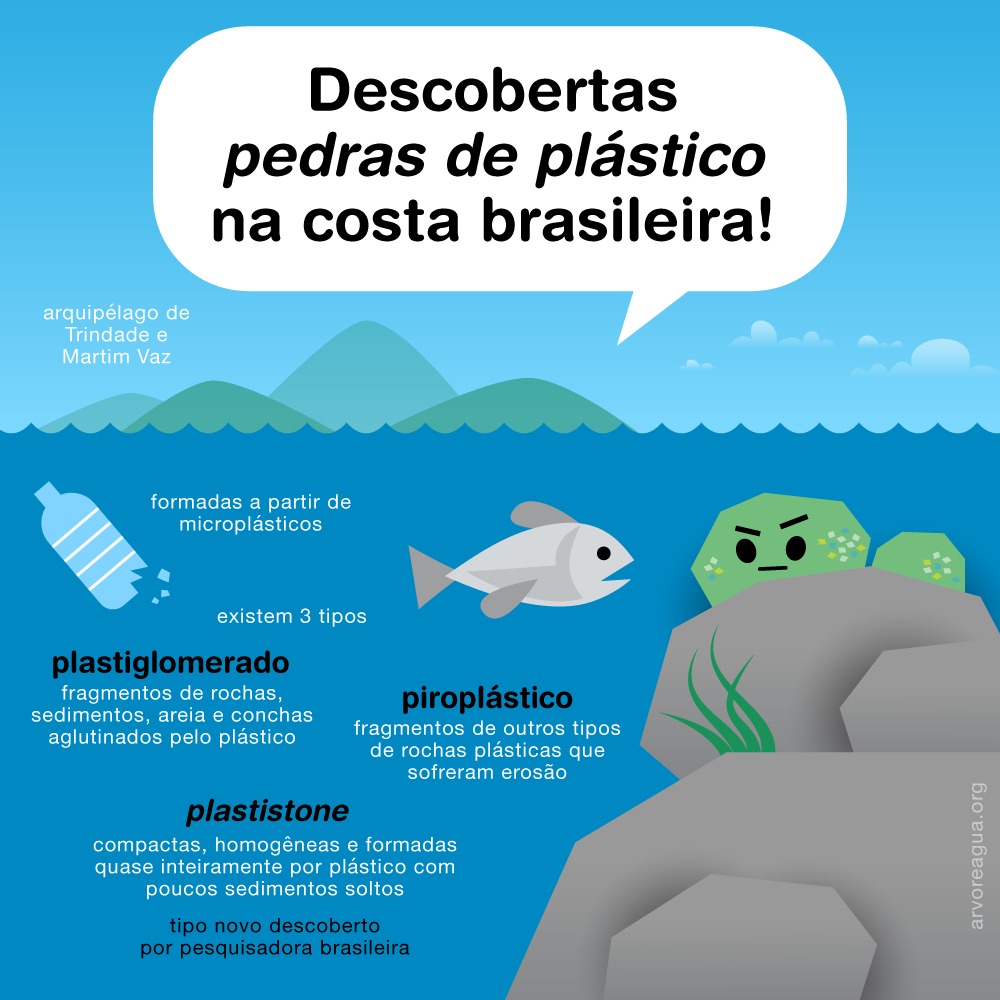 Descobertas
pedras de plástico
na costa brasileira!
arquipélago de
Trindade e
Martim Vaz
formadas a partir de
microplásticos
existem 3 tipos
plastiglomerado
fragmentos de rochas,
sedimentos, areia e conchas
aglutinados pelo plástico
piroplástico
fragmentos de outros tipos
de rochas plásticas que
sofreram erosão
plastistone
compactas, homogêneas e formadas
quase inteiramente por plástico com
poucos sedimentos soltos
tipo novo descoberto
por pesquisadora brasileira
arvoreagua.org